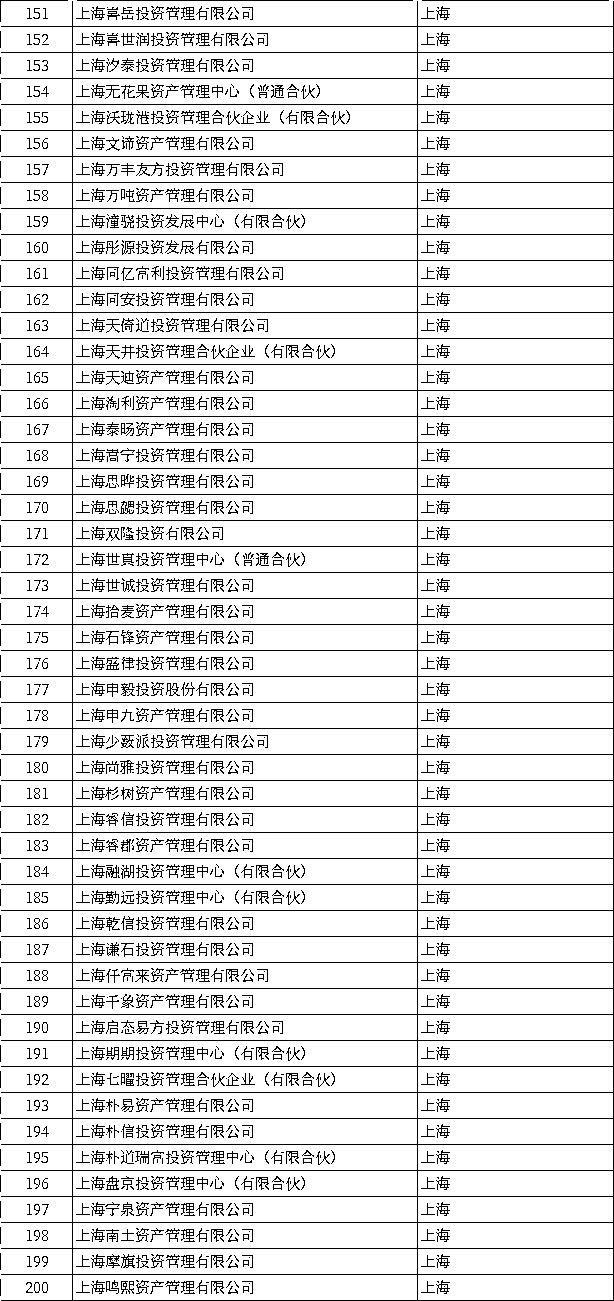 151 上海喜岳投资管理有限公司 上海
152 上海喜世润投资管理有限公司 上海
153 上海汐泰投资管理有限公司 上海
154 上海无花果资产管理中心（普通合伙） 上海
155 上海沃珑港投资管理合伙企业（有限合伙） 上海
156 上海文谛资产管理有限公司 上海
157 上海万丰友方投资管理有限公司 上海
158 上海万吨资产管理有限公司 上海
159 上海潼骁投资发展中心（有限合伙） 上海
160 上海彤源投资发展有限公司 上海
161 上海同亿富利投资管理有限公司 上海
162 上海同安投资管理有限公司 上海
163 上海天倚道投资管理有限公司 上海
164 上海天井投资管理合伙企业（有限合伙） 上海
165 上海天迪资产管理有限公司 上海
166 上海淘利资产管理有限公司 上海
167 上海泰旸资产管理有限公司 上海
168 上海嵩宁投资管理有限公司 上海
169 上海思晔投资管理有限公司 上海
170 上海思勰投资管理有限公司 上海
171 上海双隆投资有限公司 上海
172 上海世真投资管理中心（普通合伙） 上海
173 上海世诚投资管理有限公司 上海
174 上海拾麦资产管理有限公司 上海
175 上海石锋资产管理有限公司 上海
176 上海盛律投资管理有限公司 上海
177 上海申毅投资股份有限公司 上海
178 上海申九资产管理有限公司 上海
179 上海少薮派投资管理有限公司 上海
180 上海尚雅投资管理有限公司 上海
181 上海杉树资产管理有限公司 上海
182 上海睿信投资管理有限公司 上海
183 上海睿郡资产管理有限公司 上海
184 上海融湖投资管理中心（有限合伙） 上海
185 上海勤远投资管理中心（有限合伙） 上海
186 上海乾信投资管理有限公司 上海
187 上海谦石投资管理有限公司 上海
188 上海仟富来资产管理有限公司 上海
189 上海千象资产管理有限公司 上海
190 上海启态易方投资管理有限公司 上海
191 上海期期投资管理中心（有限合伙） 上海
192 上海七曜投资管理合伙企业（有限合伙） 上海
193 上海朴易资产管理有限公司 上海
194 上海朴信投资管理有限公司 上海
195 上海朴道瑞富投资管理中心（有限合伙） 上海
196 上海盘京投资管理中心（有限合伙） 上海
197 上海宁泉资产管理有限公司 上海
198 上海南土资产管理有限公司 上海
199 上海摩旗投资管理有限公司 上海
200 上海鸣熙资产管理有限公司 上海